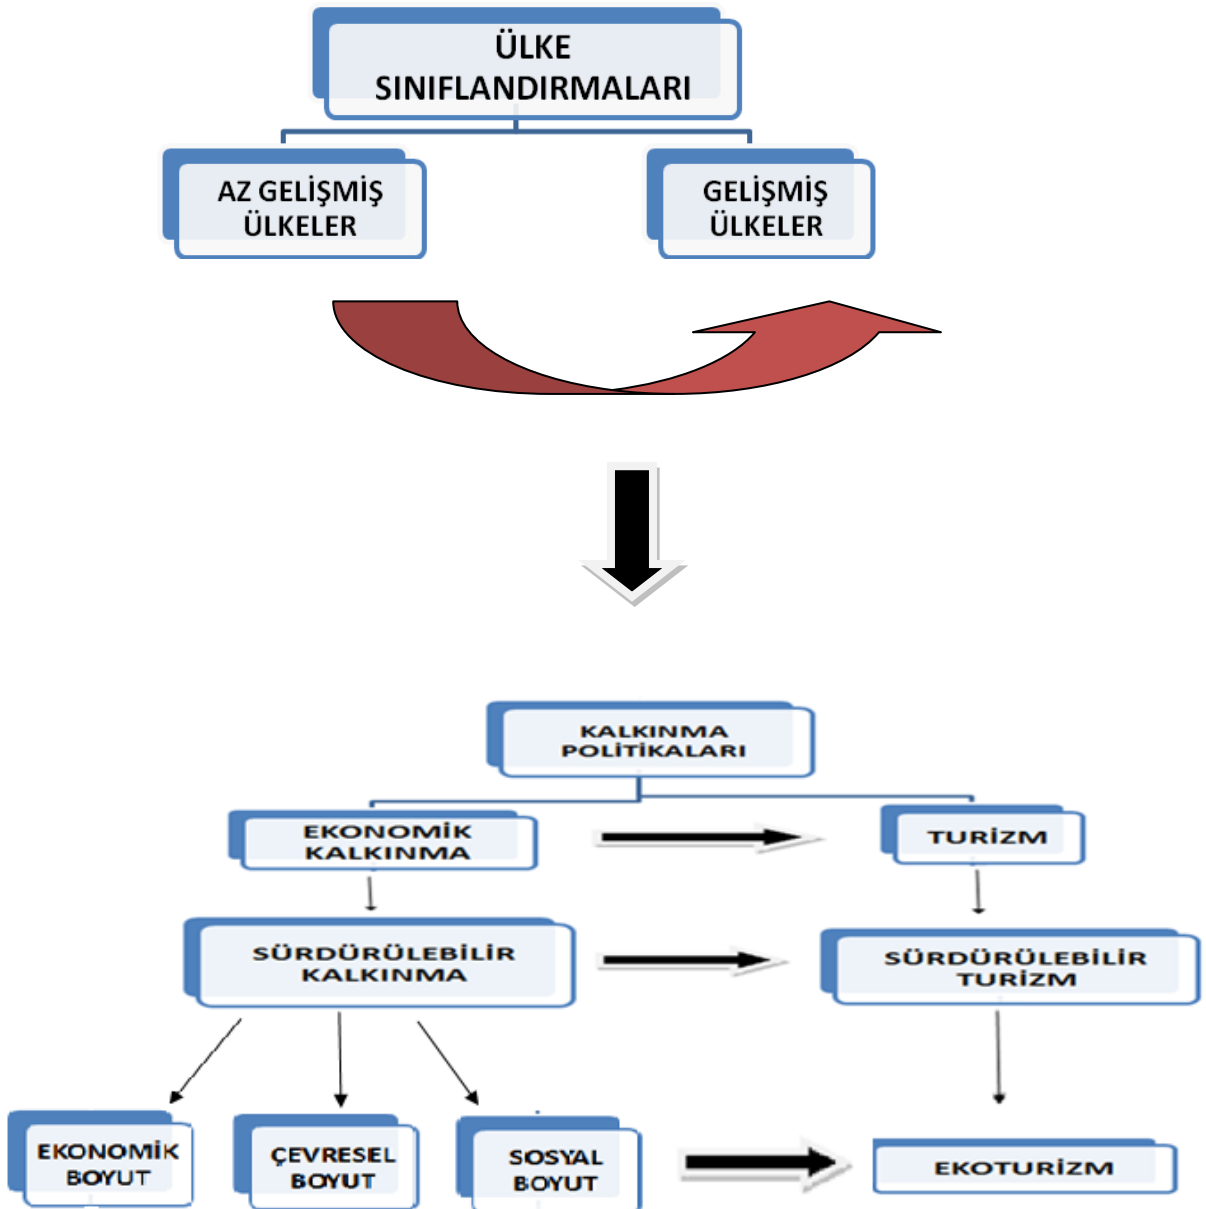 ÜLKE
SINIFLANDIRMALARI
AZ GELİŞMİŞ
ÜLKELER
GELİŞMİŞ
ÜLKELER
KALKINMA
POLİTİKALARI
EKONOMİK
KALKINMA
TURİZM
SÜRDÜRÜLEBİLİR
KALKINMA
SÜRDÜRÜLEBİLİR
TURİZM
EKONOMİK
BOYUT
ÇEVRESEL
BOYUT
SOSYAL
BOYUT
EKOTURİZM